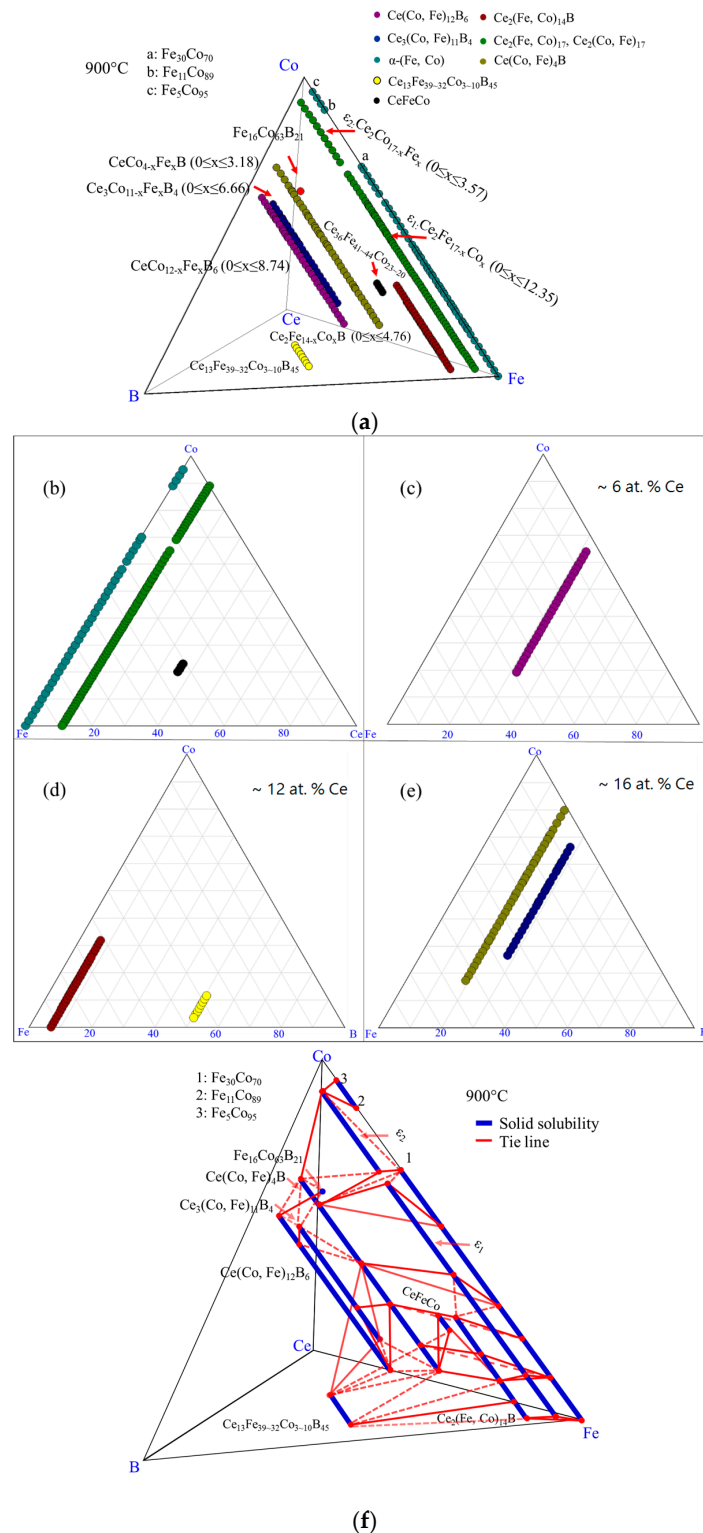 900°C
a: Fe₃₀Co₇₀
b: Fe₁₁Co₈₉
c: Fe₅Co₉₅
Ce(Co, Fe)₁₂B₆
Ce₂(Fe, Co)₁₄B
Ce₃(Co, Fe)₁₁B₄
Ce₂(Fe, Co)₁₇, Ce₂(Co, Fe)₁₇
α-(Fe, Co)
Ce(Co, Fe)₄B
Ce₁₃Fe₃₉₋₃₂Co₃₋₁₀B₄₅
CeFeCo
Co
c
b
a
Fe₁₆Co₆₃B₂₁
ε₂:Ce₂Co₁₇₋ₓFeₓ (0≤x≤3.57)
CeCo₄₋ₓFeₓB (0≤x≤3.18)
Ce₃Co₁₁₋ₓFeₓB₄ (0≤x≤6.66)
ε₁:Ce₂Fe₁₇₋ₓCoₓ (0≤x≤12.35)
Ce₃₆Fe₄₁₋₄₄Co₂₃₋₂₀
CeCo₁₂₋ₓFeₓB₆ (0≤x≤8.74)
Ce
Ce₂Fe₁₄₋ₓCoₓB (0≤x≤4.76)
Ce₁₃Fe₃₉₋₃₂Co₃₋₁₀B₄₅
B
Fe
(a)
(b)
Co
Fe
20
40
60
80
Ce
(c)
Co
~ 6 at. % Ce
Fe
20
40
60
80
(d)
Co
~ 12 at. % Ce
Fe
20
40
60
80
B
(e)
Co
~ 16 at. % Ce
Fe
20
40
60
80
Co
1: Fe₃₀Co₇₀
2: Fe₁₁Co₈₉
3: Fe₅Co₉₅
900°C
Solid solubility
Tie line
3
2
1
ε₂
Fe₁₆Co₆₃B₂₁
Ce(Co, Fe)₄B
Ce₃(Co, Fe)₁₁B₄
ε₁
Ce(Co, Fe)₁₂B₆
CeFeCo
Ce
Ce₁₃Fe₃₉₋₃₂Co₃₋₁₀B₄₅
Ce₂(Fe, Co)₁₄B
Fe
B
(f)